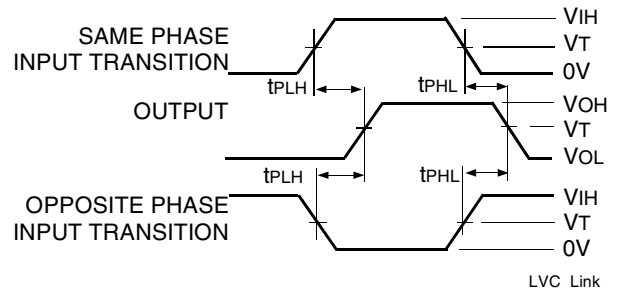 SAME PHASE
INPUT TRANSITION
VIH
VT
0V
tPLH
tPHL
OUTPUT
VOH
VT
VOL
tPLH
tPHL
OPPOSITE PHASE
INPUT TRANSITION
VIH
VT
0V
LVC Link